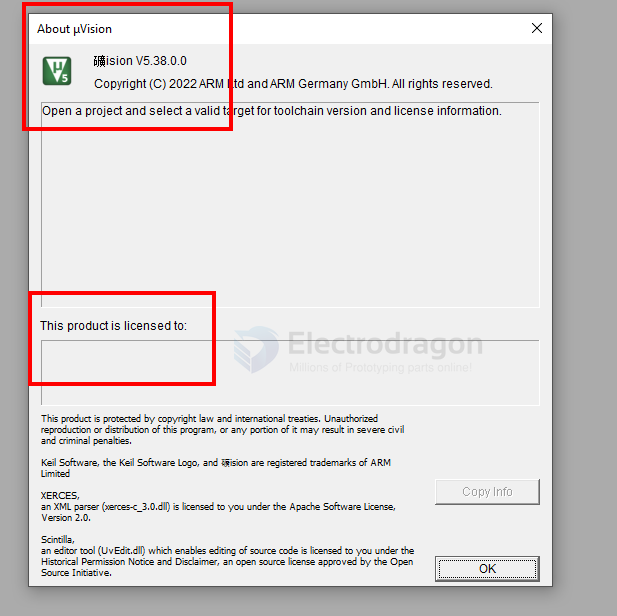 About µVision
礦ision V5.38.0.0
Copyright (C) 2022 ARM Ltd and ARM Germany GmbH. All rights reserved.
Open a project and select a valid target for toolchain version and license information.
This product is licensed to:
Electrodragon
Millions of Prototyping parts online!
This product is protected by copyright law and international treaties. Unauthorized
reproduction or distribution of this program, or any portion of it may result in severe civil
and criminal penalties.
Keil Software, the Keil Software Logo, and 礦ision are registered trademarks of ARM
Limited
XERCES,
an XML parser (xerces-c_3.0.dll) is licensed to you under the Apache Software License,
Version 2.0.
Scintilla,
an editor tool (UvEdit.dll) which enables editing of source code is licensed to you under the
Historical Permission Notice and Disclaimer, an open source license approved by the Open
Source Initiative.
Copy Info
OK